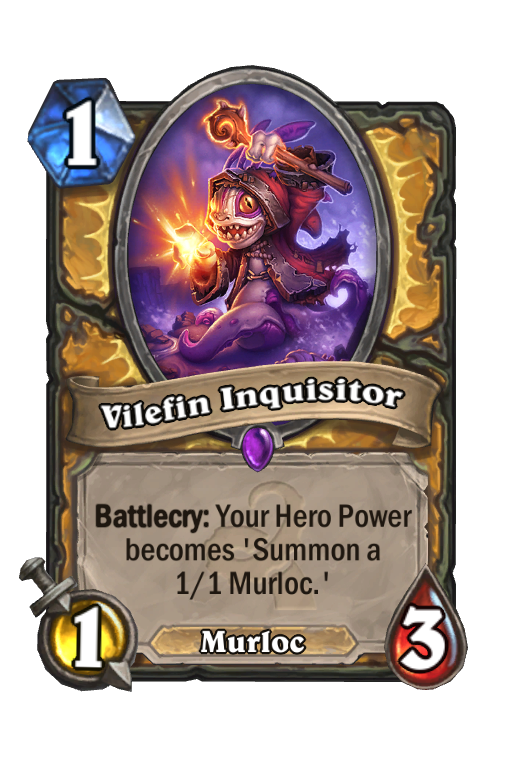 1
Vilefin Inquisitor
Battlecry: Your Hero Power
becomes 'Summon a
1/1 Murloc.'
1
Murloc
3